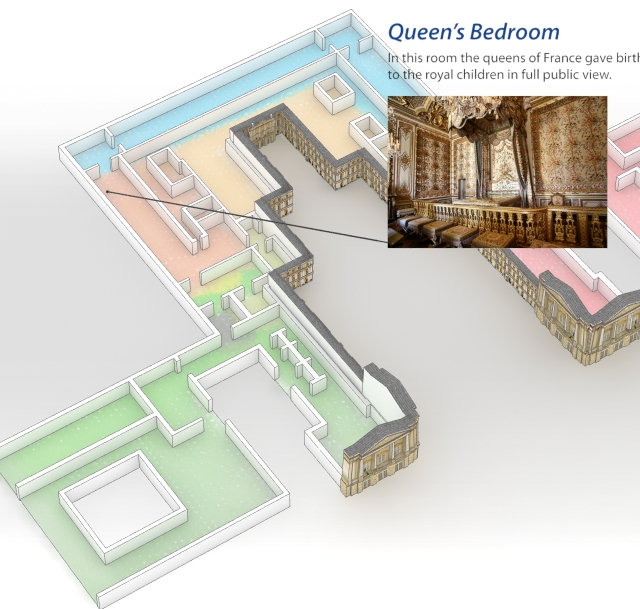 Queen's Bedroom
In this room the queens of France gave birth
to the royal children in full public view.